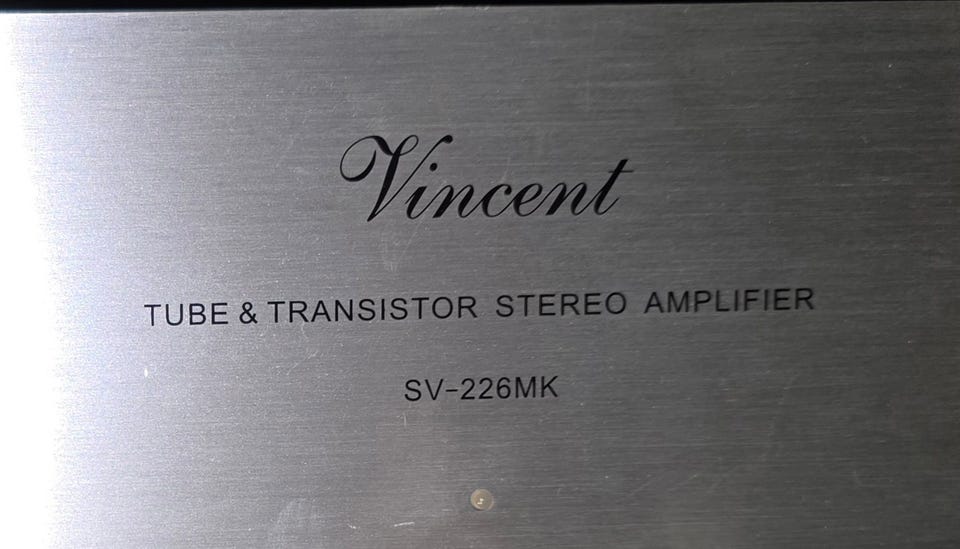 Vincent
TUBE & TRANSISTOR STEREO AMPLIFIER
SV-226MK